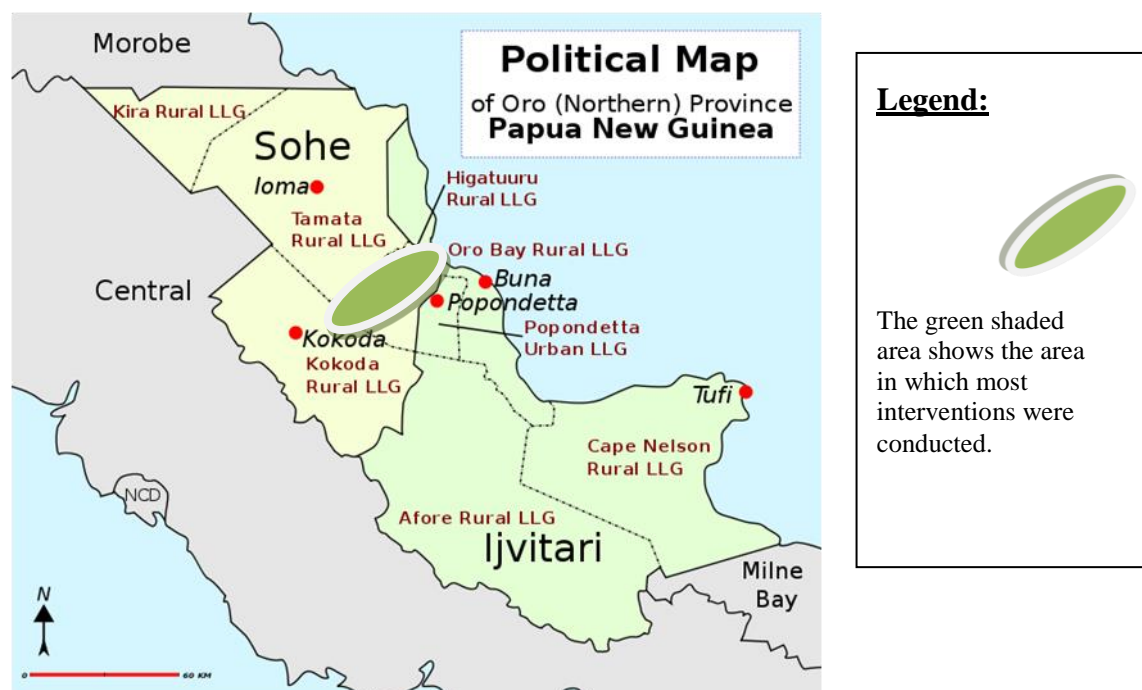 Morobe
Political Map
of Oro (Northern) Province
Papua New Guinea
Kira Rural LLG
Sohe
Ioma
Higatuuru
Rural LLG
Tamata
Rural LLG
Oro Bay Rural LLG
Buna
Central
Popondetta
Popondetta
Urban LLG
Kokoda
Kokoda
Rural LLG
Tufi
Cape Nelson
Rural LLG
NCD
Afore Rural LLG
Ijvitari
Milne
Bay
N
0
60 KM
Legend:
The green shaded
area shows the area
in which most
interventions were
conducted.